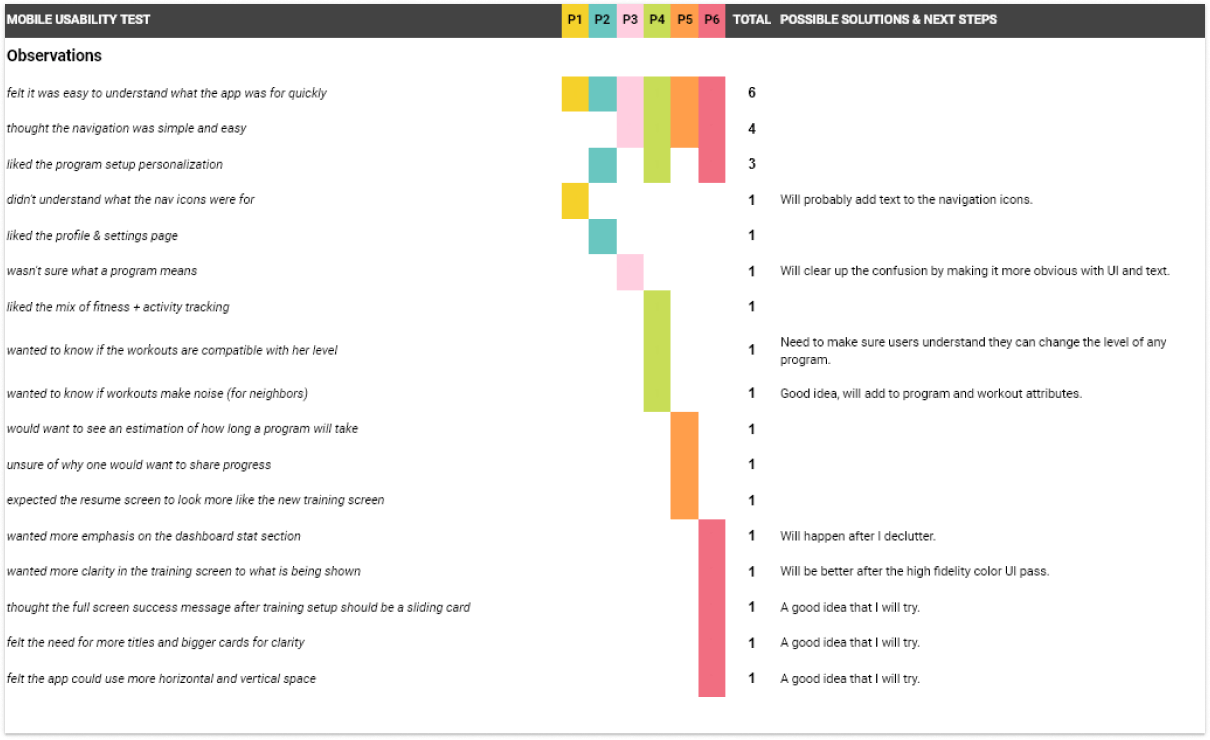 MOBILE USABILITY TEST P1 P2 P3 P4 P5 P6 TOTAL POSSIBLE SOLUTIONS & NEXT STEPS
Observations
felt it was easy to understand what the app was for quickly 6
thought the navigation was simple and easy 4
liked the program setup personalization 3
didn't understand what the nav icons were for 1 Will probably add text to the navigation icons.
liked the profile & settings page 1
wasn't sure what a program means 1 Will clear up the confusion by making it more obvious with UI and text.
liked the mix of fitness + activity tracking 1
wanted to know if the workouts are compatible with her level 1 Need to make sure users understand they can change the level of any
program.
wanted to know if workouts make noise (for neighbors) 1 Good idea, will add to program and workout attributes.
would want to see an estimation of how long a program will take 1
unsure of why one would want to share progress 1
expected the resume screen to look more like the new training screen 1
wanted more emphasis on the dashboard stat section 1 Will happen after I declutter.
wanted more clarity in the training screen to what is being shown 1 Will be better after the high fidelity color UI pass.
thought the full screen success message after training setup should be a sliding card 1 A good idea that I will try.
felt the need for more titles and bigger cards for clarity 1 A good idea that I will try.
felt the app could use more horizontal and vertical space 1 A good idea that I will try.